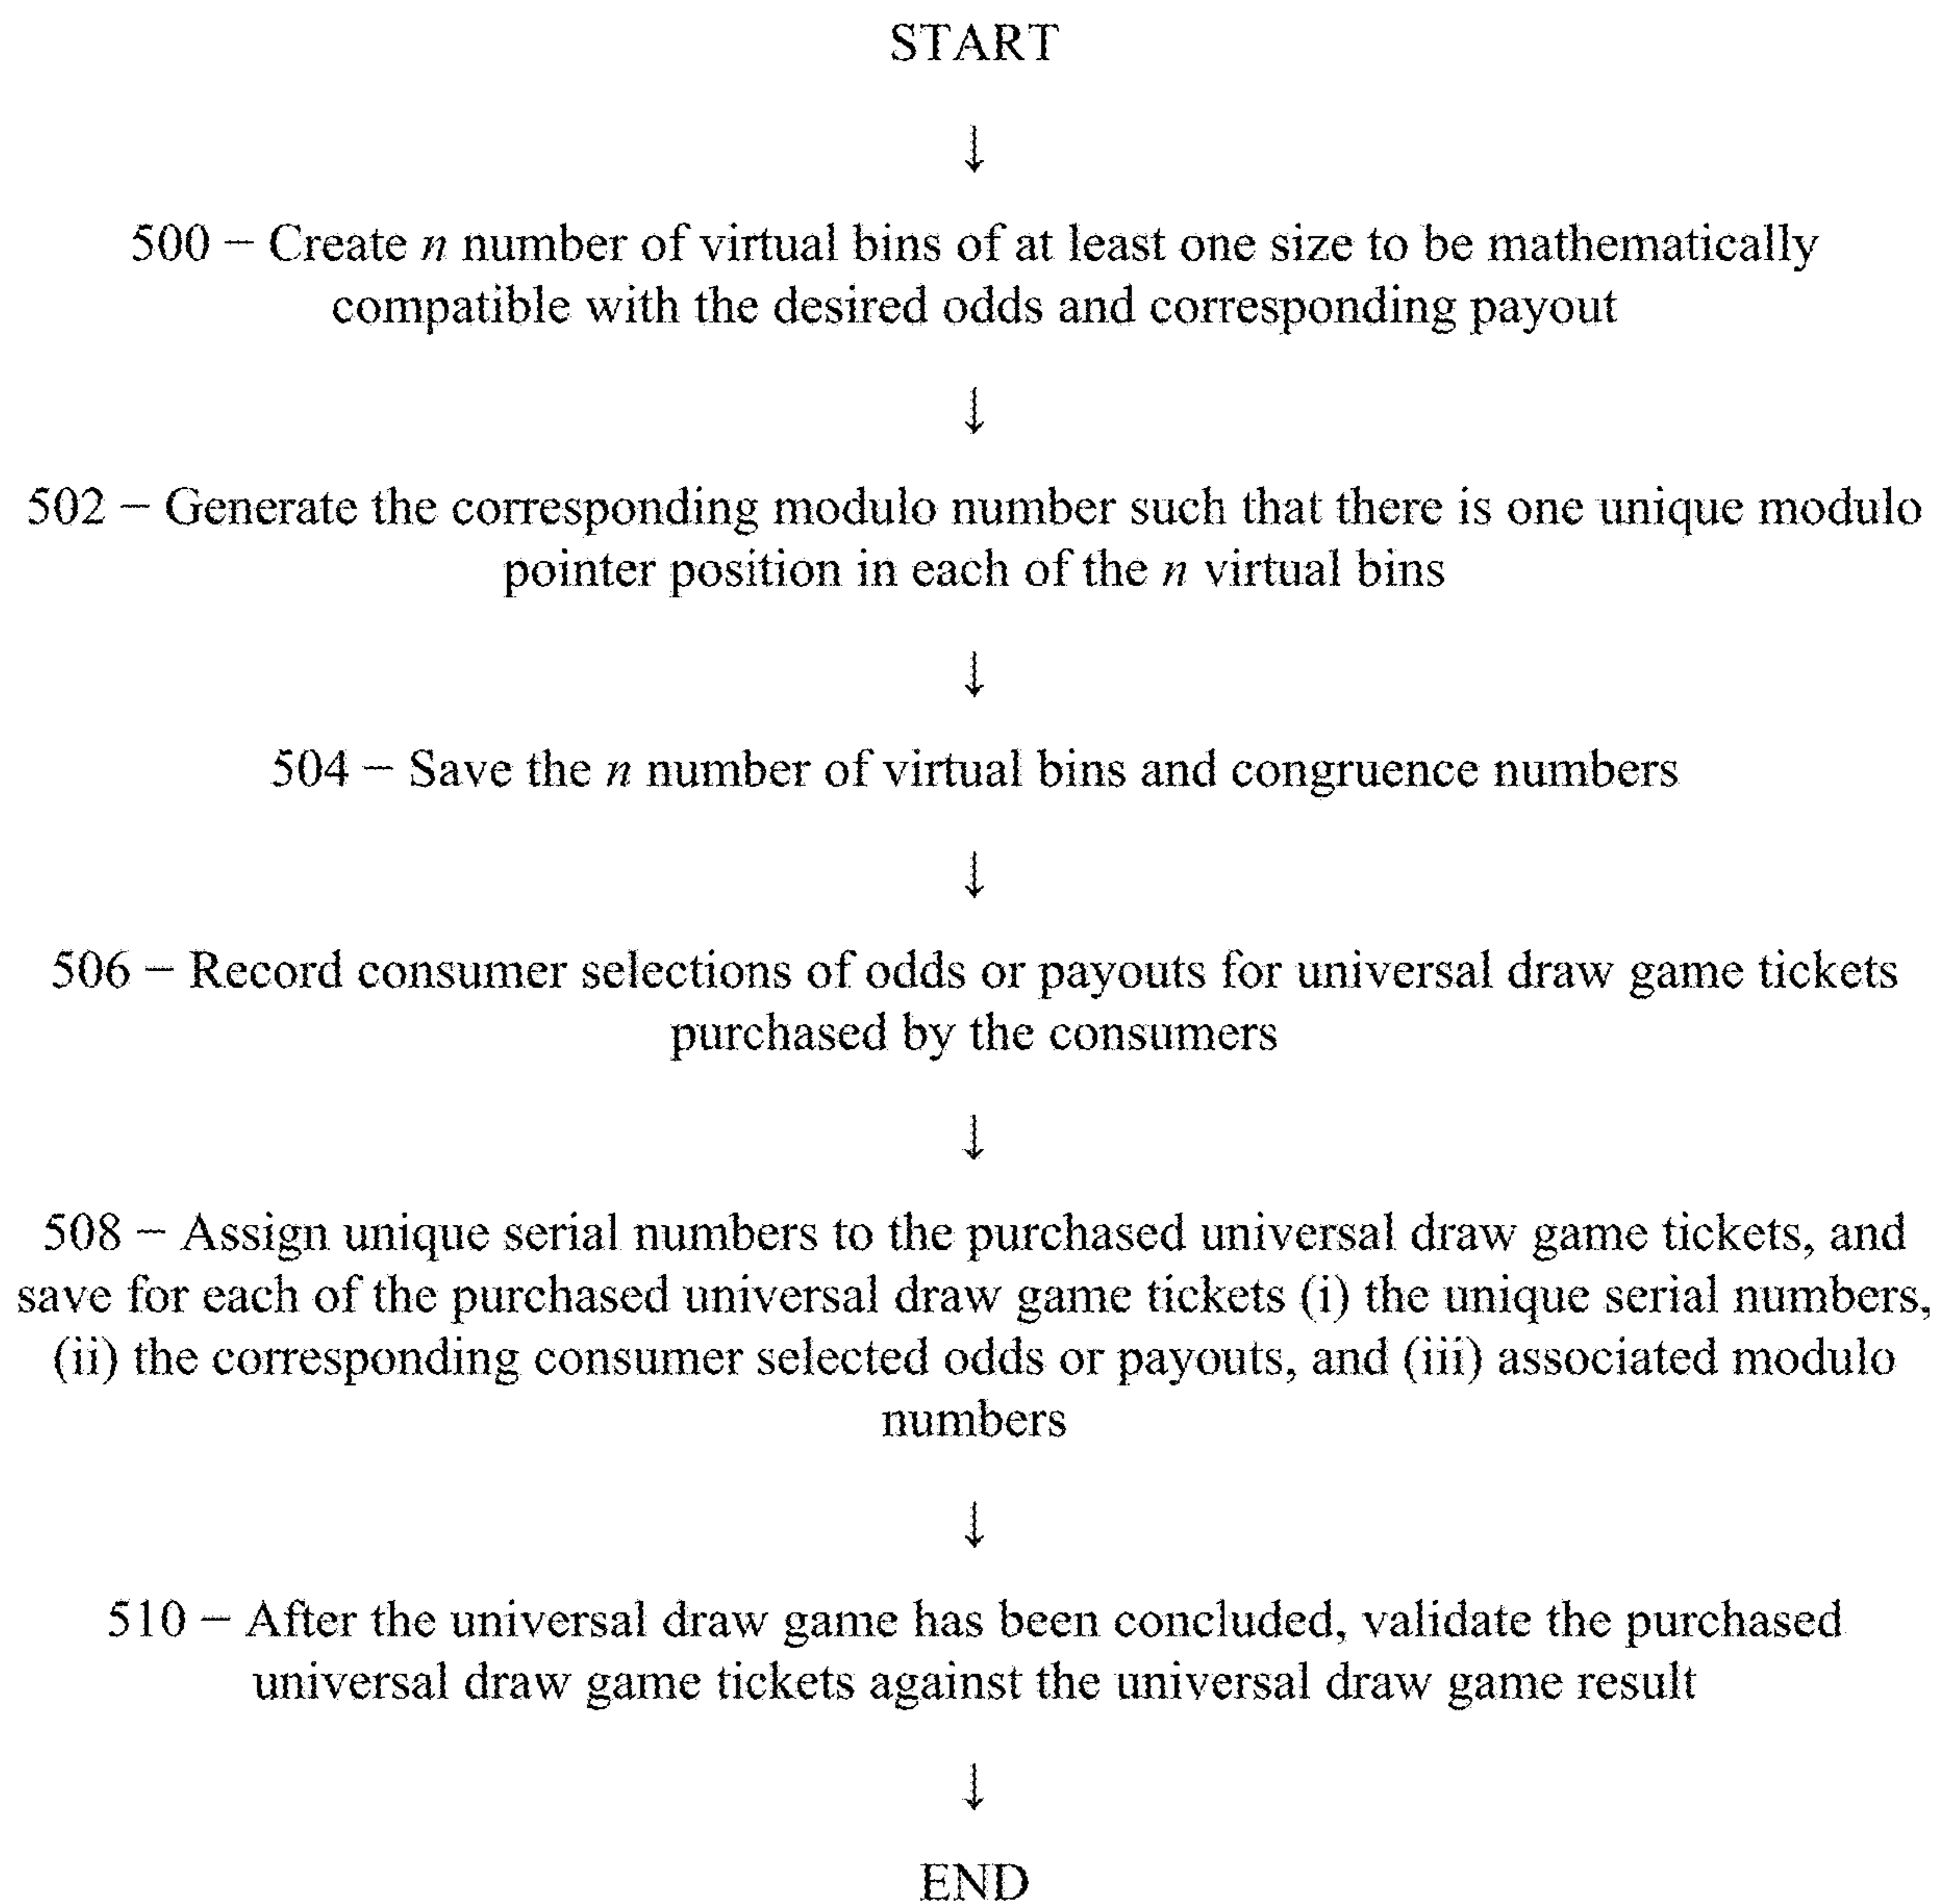 START
↓
500 – Create n number of virtual bins of at least one size to be mathematically
compatible with the desired odds and corresponding payout
↓
502 – Generate the corresponding modulo number such that there is one unique modulo
pointer position in each of the n virtual bins
↓
504 – Save the n number of virtual bins and congruence numbers
↓
506 – Record consumer selections of odds or payouts for universal draw game tickets
purchased by the consumers
↓
508 – Assign unique serial numbers to the purchased universal draw game tickets, and
save for each of the purchased universal draw game tickets (i) the unique serial numbers,
(ii) the corresponding consumer selected odds or payouts, and (iii) associated modulo
numbers
↓
510 – After the universal draw game has been concluded, validate the purchased
universal draw game tickets against the universal draw game result
↓
END